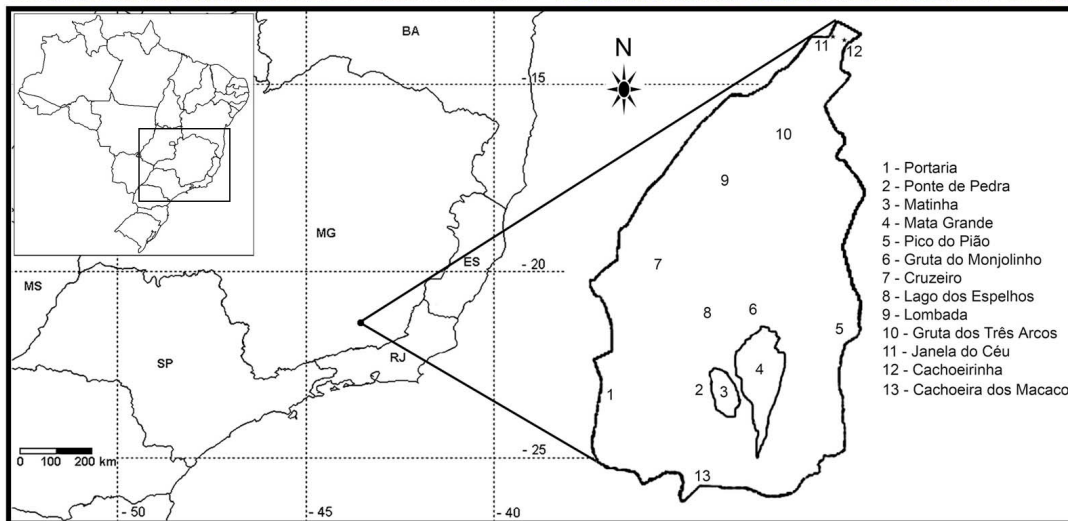 BA
N
- 15
11
12
10
9
MG
ES
- 20
MS
7
8
6
5
SP
RJ
4
2
3
1
0 100 200 km
- 25
13
- 50
- 45
- 40
1 - Portaria
2 - Ponte de Pedra
3 - Matinha
4 - Mata Grande
5 - Pico do Pião
6 - Gruta do Monjolinho
7 - Cruzeiro
8 - Lago dos Espelhos
9 - Lombada
10 - Gruta dos Três Arcos
11 - Janela do Céu
12 - Cachoeirinha
13 - Cachoeira dos Macaco